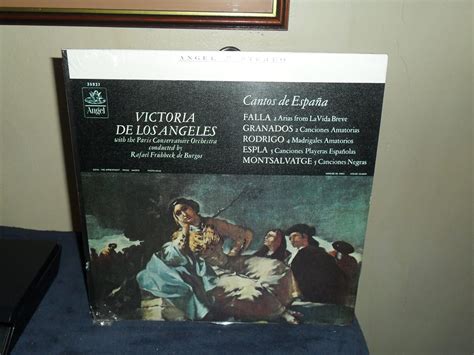 ANGEL STEREO
35937
Angel
VICTORIA
DE LOS ANGELES
with the Paris Conservatoire Orchestra
conducted by
Rafael Frühbeck de Burgos
Cantos de España
FALLA 2 Arias from La Vida Breve
GRANADOS 2 Canciones Amatorias
RODRIGO 4 Madrigales Amatorios
ESPLA 5 Canciones Playeras Españolas
MONTSALVATGE 5 Canciones Negras